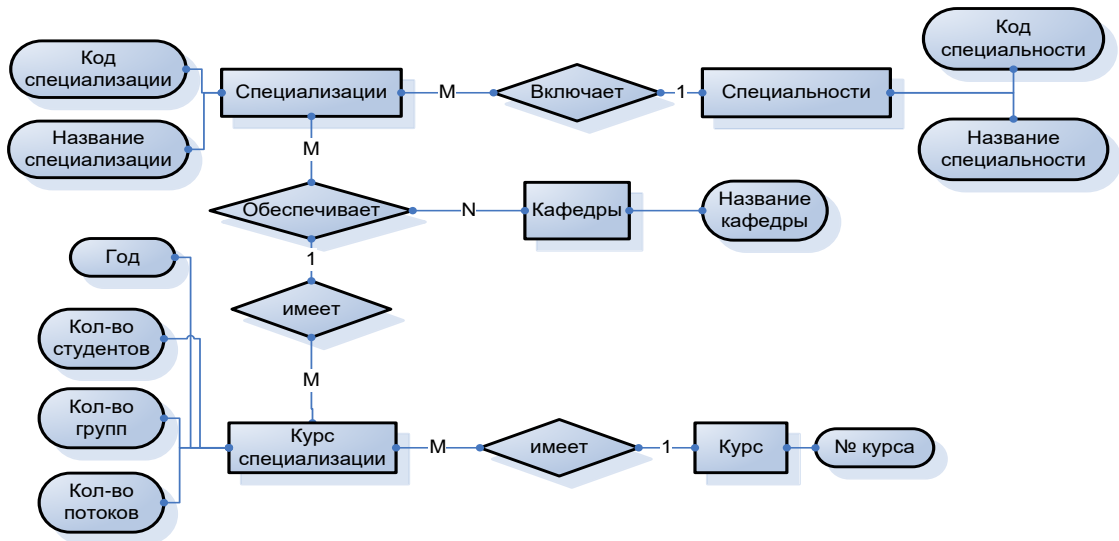 Код
специальности
Код
специализации
Специализации
M
Включает
1
Специальности
Название
специализации
Название
специальности
M
Обеспечивает
N
Кафедры
Название
кафедры
Год
1
имеет
Кол-во
студентов
M
Кол-во
групп
Курс
специализации
M
имеет
1
Курс
№ курса
Кол-во
потоков